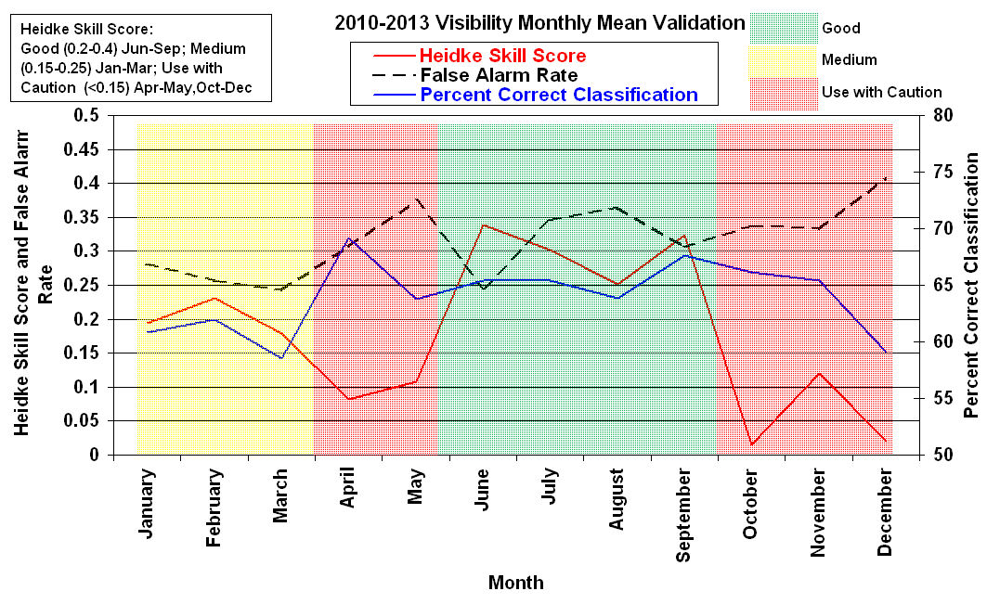 Heidke Skill Score:
Good (0.2-0.4) Jun-Sep; Medium
(0.15-0.25) Jan-Mar; Use with
Caution (<0.15) Apr-May,Oct-Dec
2010-2013 Visibility Monthly Mean Validation
Heidke Skill Score
False Alarm Rate
Percent Correct Classification
Good
Medium
Use with Caution
Heidke Skill Score and False Alarm
Rate
0.5
0.45
0.4
0.35
0.3
0.25
0.2
0.15
0.1
0.05
0
80
75
70
65
60
55
50
Percent Correct Classification
January
February
March
April
May
June
July
August
September
October
November
December
Month